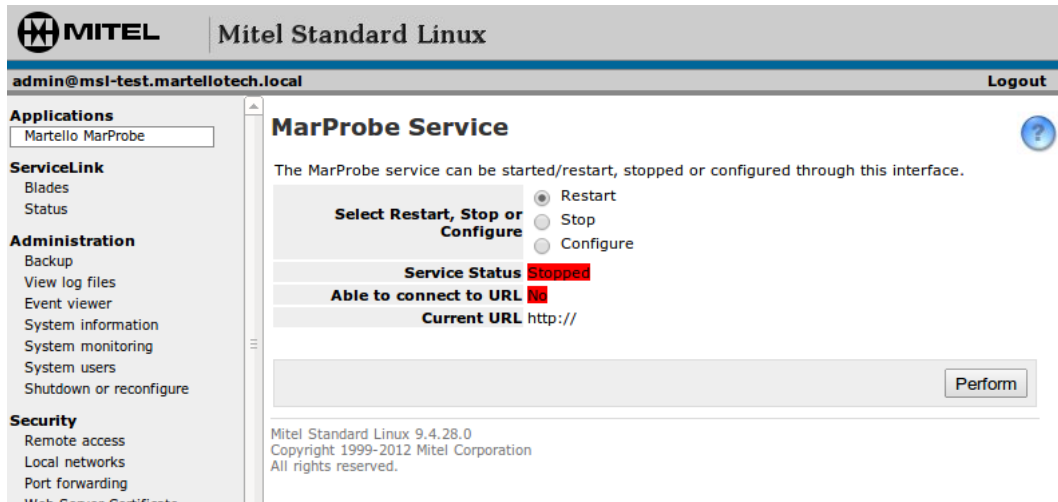 MITEL
Mitel Standard Linux
admin@msl-test.martellotech.local
Logout
Applications
Martello MarProbe
ServiceLink
Blades
Status
Administration
Backup
View log files
Event viewer
System information
System monitoring
System users
Shutdown or reconfigure
Security
Remote access
Local networks
Port forwarding
Web Server Certificate
MarProbe Service
?
The MarProbe service can be started/restart, stopped or configured through this interface.
Select Restart, Stop or
Configure
Restart
Stop
Configure
Service Status Stopped
Able to connect to URL No
Current URL http://
Perform
Mitel Standard Linux 9.4.28.0
Copyright 1999-2012 Mitel Corporation
All rights reserved.